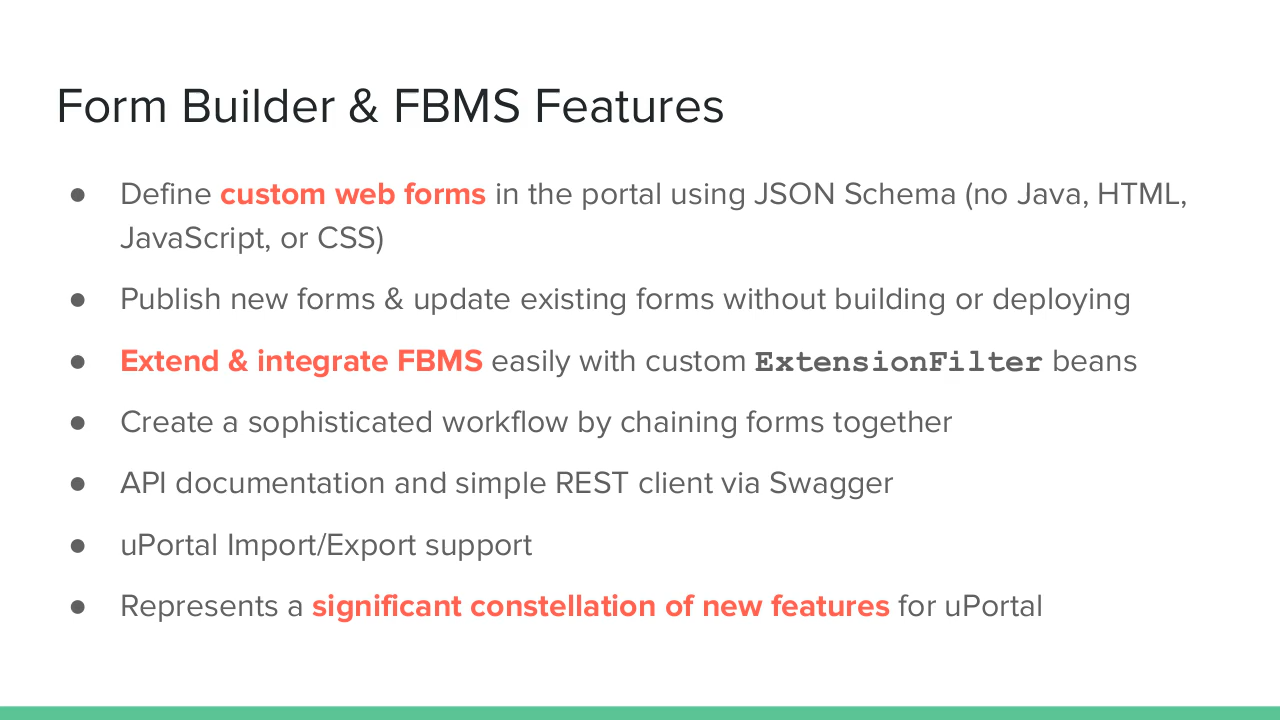 Form Builder & FBMS Features
● Define custom web forms in the portal using JSON Schema (no Java, HTML,
JavaScript, or CSS)
● Publish new forms & update existing forms without building or deploying
● Extend & integrate FBMS easily with custom ExtensionFilter beans
● Create a sophisticated workflow by chaining forms together
● API documentation and simple REST client via Swagger
● uPortal Import/Export support
● Represents a significant constellation of new features for uPortal